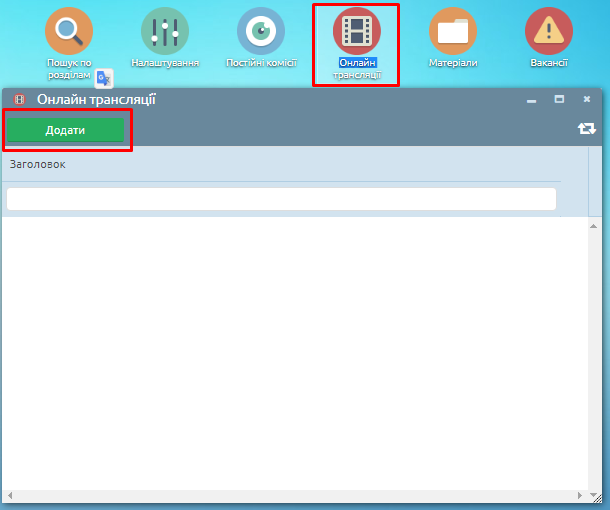 Пошук по
розділам
Налаштування
Постійні комісії
Онлайн
трансляції
Матеріали
Вакансії
Онлайн трансляції
Додати
Заголовок